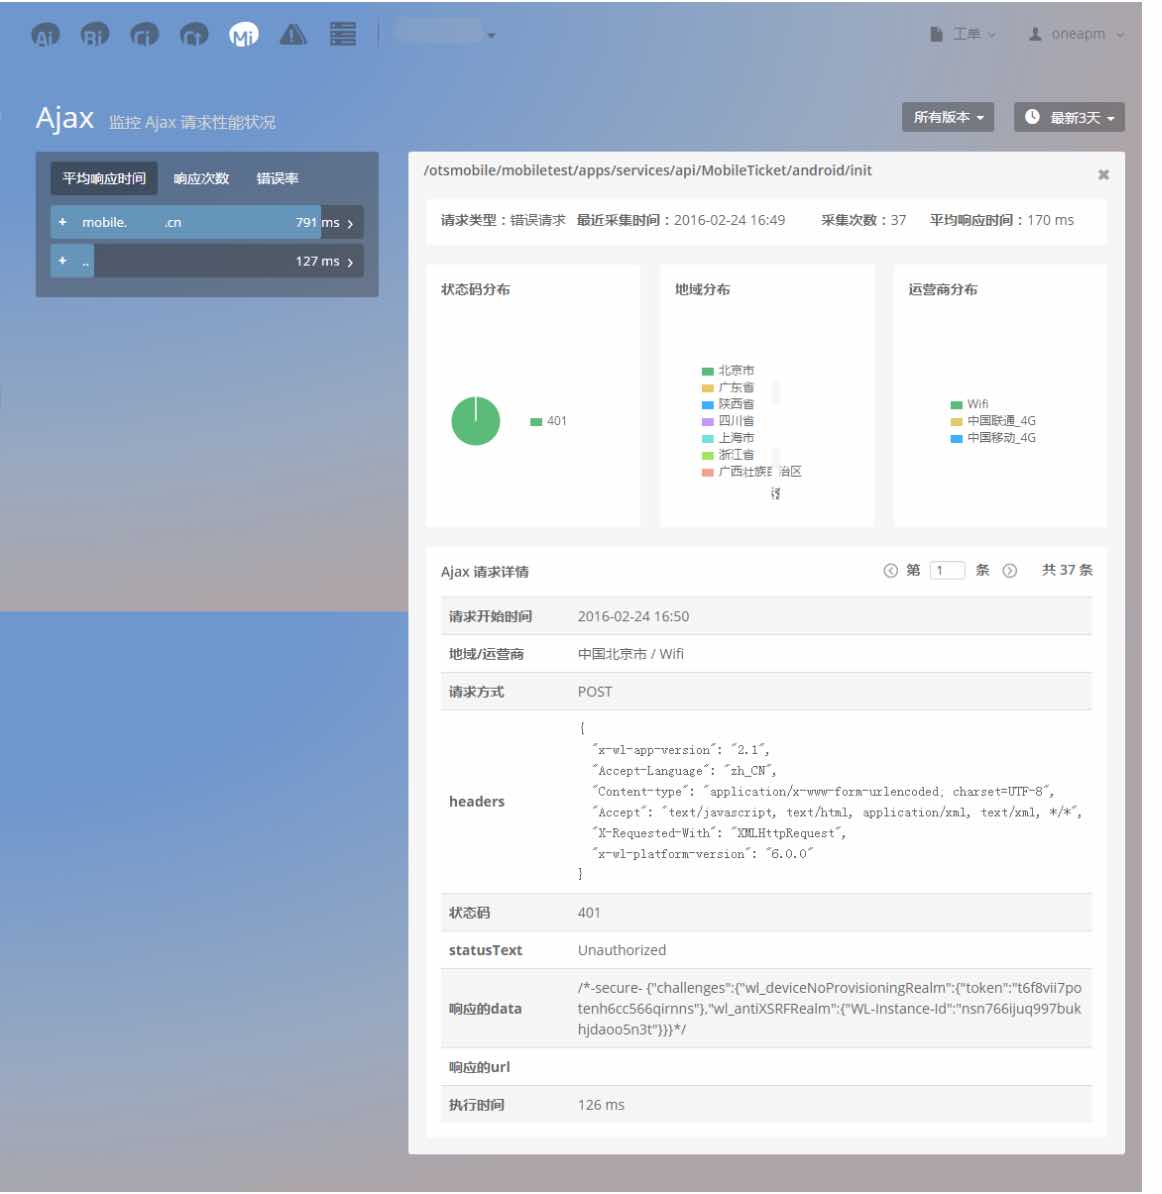 Ai Bi Ci Ct Mi
工单 oneapm
Ajax 监控 Ajax 请求性能状况
所有版本 最新3天
平均响应时间 响应次数 错误率
+ mobile. .cn 791 ms >
+ .. 127 ms >
/otsmobile/mobiletest/apps/services/api/MobileTicket/android/init
请求类型：错误请求 最近采集时间：2016-02-24 16:49 采集次数：37 平均响应时间：170 ms
状态码分布
401
地域分布
北京市
广东省
陕西省
四川省
上海市
浙江省
广西壮族自治区
运营商分布
Wifi
中国联通_4G
中国移动_4G
Ajax 请求详情 第 1 条 共 37 条
请求开始时间 2016-02-24 16:50
地域/运营商 中国北京市 / Wifi
请求方式 POST
headers
{
"x-wl-app-version": "2.1",
"Accept-Language": "zh_CN",
"Content-type": "application/x-www-form-urlencoded; charset=UTF-8",
"Accept": "text/javascript, text/html, application/xml, text/xml, */*",
"X-Requested-With": "XMLHttpRequest",
"x-wl-platform-version": "6.0.0"
}
状态码 401
statusText Unauthorized
响应的data
/*-secure- {"challenges":{"wl_deviceNoProvisioningRealm":{"token":"t6f8vii7po
tenh6cc566qirnns"},"wl_antiXSRFRealm":{"WL-Instance-Id":"nsn766ijuq997buk
hjdaoo5n3t"}}}*/
响应的url
执行时间 126 ms